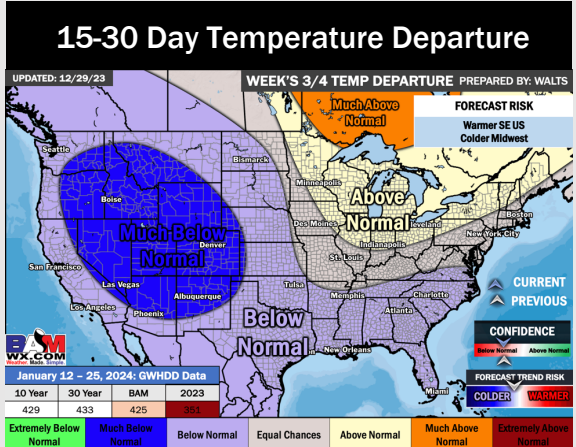 15-30 Day Temperature Departure
UPDATED: 12/29/23
WEEK'S 3/4 TEMP DEPARTURE PREPARED BY: WALTS
FORECAST RISK
Warmer SE US
Colder Midwest
Much Above
Normal
Seattle
Bismarck
Minneapolis
Boise
Above
Normal
Boston
Des Moines
leveland
New York City
Much Below
Normal
Denver
Indianapolis
St. Louis
San Francisco
Las Vegas
Tulsa
Memphis
Charlotte
Albuquerque
Los Angeles
Phoenix
Atlanta
Below
Normal
New Orleans
Miami
CURRENT
PREVIOUS
CONFIDENCE
Below Normal Above Normal
FORECAST TREND RISK
COLDER WARMER
BAM
WX.COM
Weather. Made. Simple.
January 12 – 25, 2024: GWHDD Data
10 Year 30 Year BAM 2023
429 433 425 351
Extremely Below Normal
Much Below Normal
Below Normal
Equal Chances
Above Normal
Much Above Normal
Extremely Above Normal